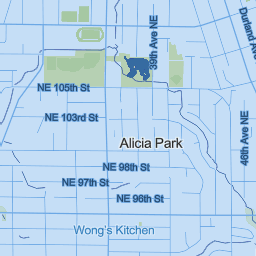 39th Ave NE
Durland Ave NE
NE 105th St
NE 103rd St
46th Ave NE
Alicia Park
NE 98th St
NE 97th St
NE 96th St
Wong's Kitchen